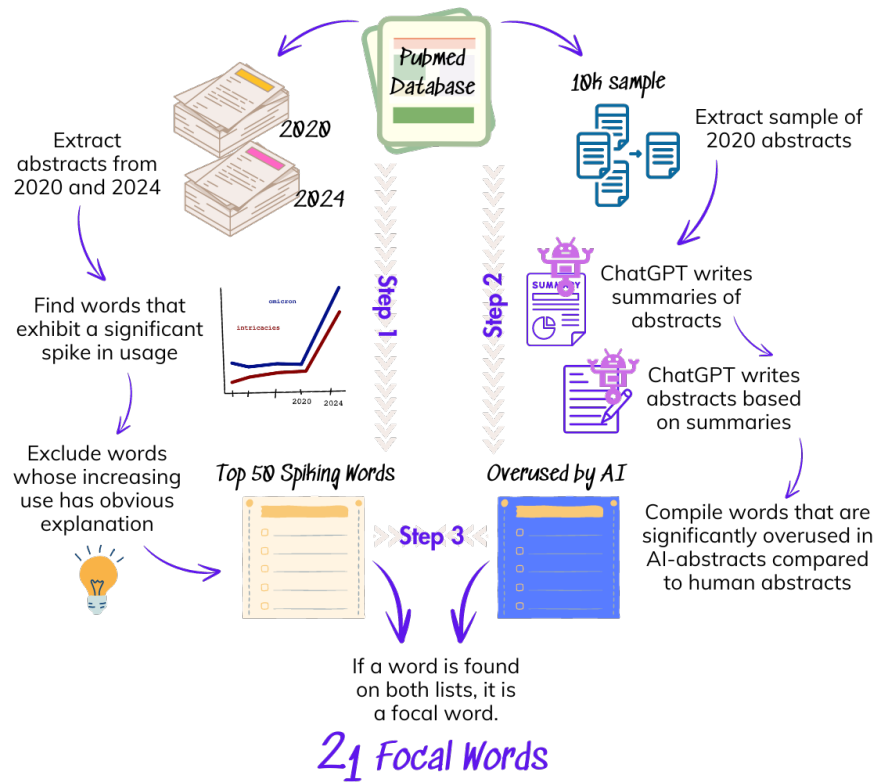 Pubmed
Database
2020
2024
Extract
abstracts from
2020 and 2024
Find words that
exhibit a significant
spike in usage
omicron
intricacies
2020 2024
Exclude words
whose increasing
use has obvious
explanation
Step 1
Top 50 Spiking Words
10k sample
Extract sample of
2020 abstracts
Step 2
SUMMARY
ChatGPT writes
summaries of
abstracts
ChatGPT writes
abstracts based
on summaries
Overused by AI
Compile words that are
significantly overused in
AI-abstracts compared
to human abstracts
Step 3
If a word is found
on both lists, it is
a focal word.
21 Focal Words